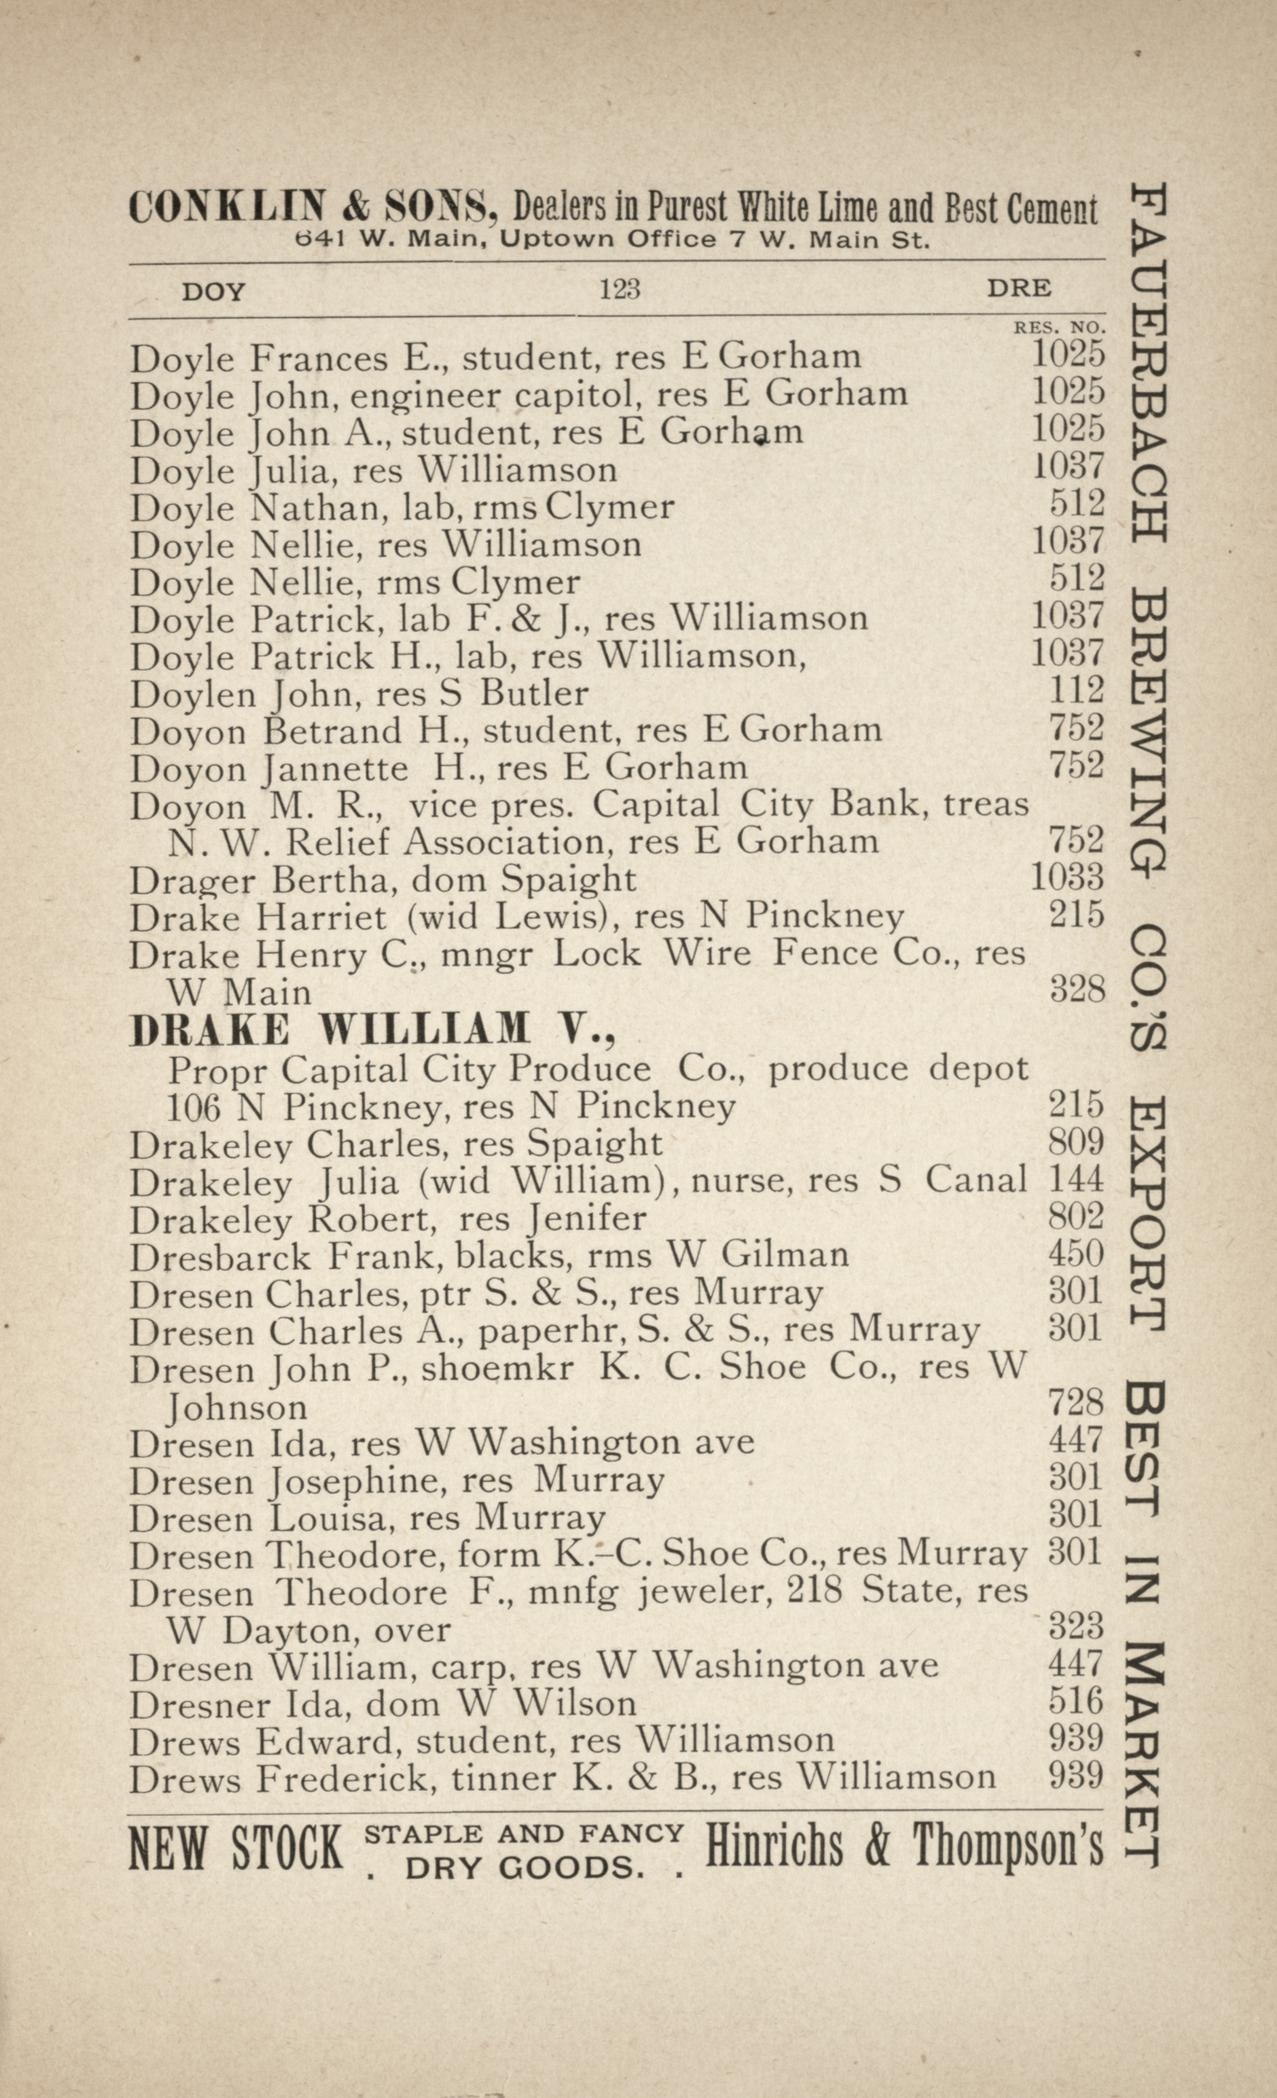 CONKLIN & SONS, Dealers in Purest White Lime and Best Cement
641 W. Main, Uptown Office 7 W. Main St.
DOY 123 DRE
RES. NO.
Doyle Frances E., student, res E Gorham 1025
Doyle John, engineer capitol, res E Gorham 1025
Doyle John A., student, res E Gorham 1025
Doyle Julia, res Williamson 1037
Doyle Nathan, lab, rms Clymer 512
Doyle Nellie, res Williamson 1037
Doyle Nellie, rms Clymer 512
Doyle Patrick, lab F. & J., res Williamson 1037
Doyle Patrick H., lab, res Williamson, 1037
Doylen John, res S Butler 112
Doyon Betrand H., student, res E Gorham 752
Doyon Jannette H., res E Gorham 752
Doyon M. R., vice pres. Capital City Bank, treas
N. W. Relief Association, res E Gorham 752
Drager Bertha, dom Spaight 1033
Drake Harriet (wid Lewis), res N Pinckney 215
Drake Henry C., mngr Lock Wire Fence Co., res
W Main 328
DRAKE WILLIAM V.,
Propr Capital City Produce Co., produce depot
106 N Pinckney, res N Pinckney 215
Drakeley Charles, res Spaight 809
Drakeley Julia (wid William), nurse, res S Canal 144
Drakeley Robert, res Jenifer 802
Dresbarck Frank, blacks, rms W Gilman 450
Dresen Charles, ptr S. & S., res Murray 301
Dresen Charles A., paperhr, S. & S., res Murray 301
Dresen John P., shoemkr K. C. Shoe Co., res W
Johnson 728
Dresen Ida, res W Washington ave 447
Dresen Josephine, res Murray 301
Dresen Louisa, res Murray 301
Dresen Theodore, form K.-C. Shoe Co., res Murray 301
Dresen Theodore F., mnfg jeweler, 218 State, res
W Dayton, over 323
Dresen William, carp, res W Washington ave 447
Dresner Ida, dom W Wilson 516
Drews Edward, student, res Williamson 939
Drews Frederick, tinner K. & B., res Williamson 939
NEW STOCK STAPLE AND FANCY . DRY GOODS. . Hinrichs & Thompson's
FAUERBACH BREWING CO.'S EXPORT BEST IN MARKET